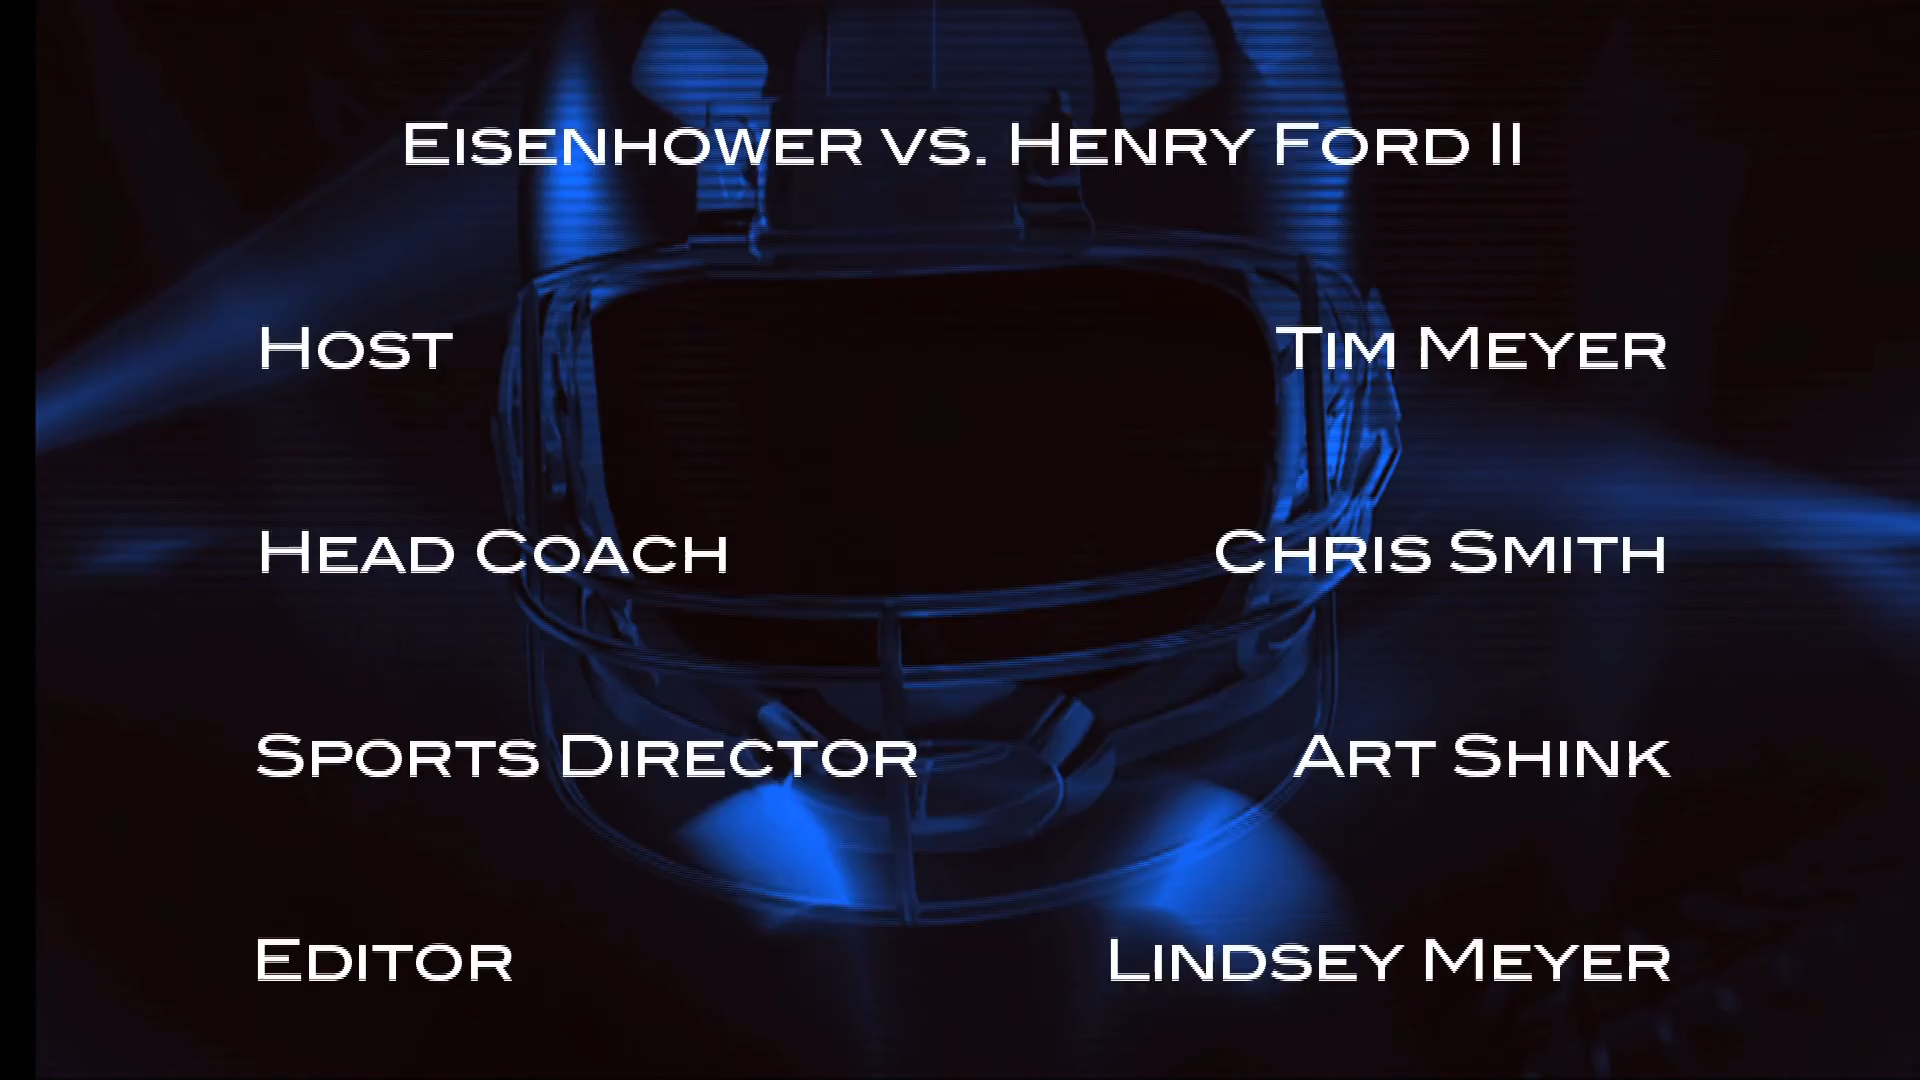 Eisenhower vs. Henry Ford II
Host Tim Meyer
Head Coach Chris Smith
Sports Director Art Shink
Editor Lindsey Meyer